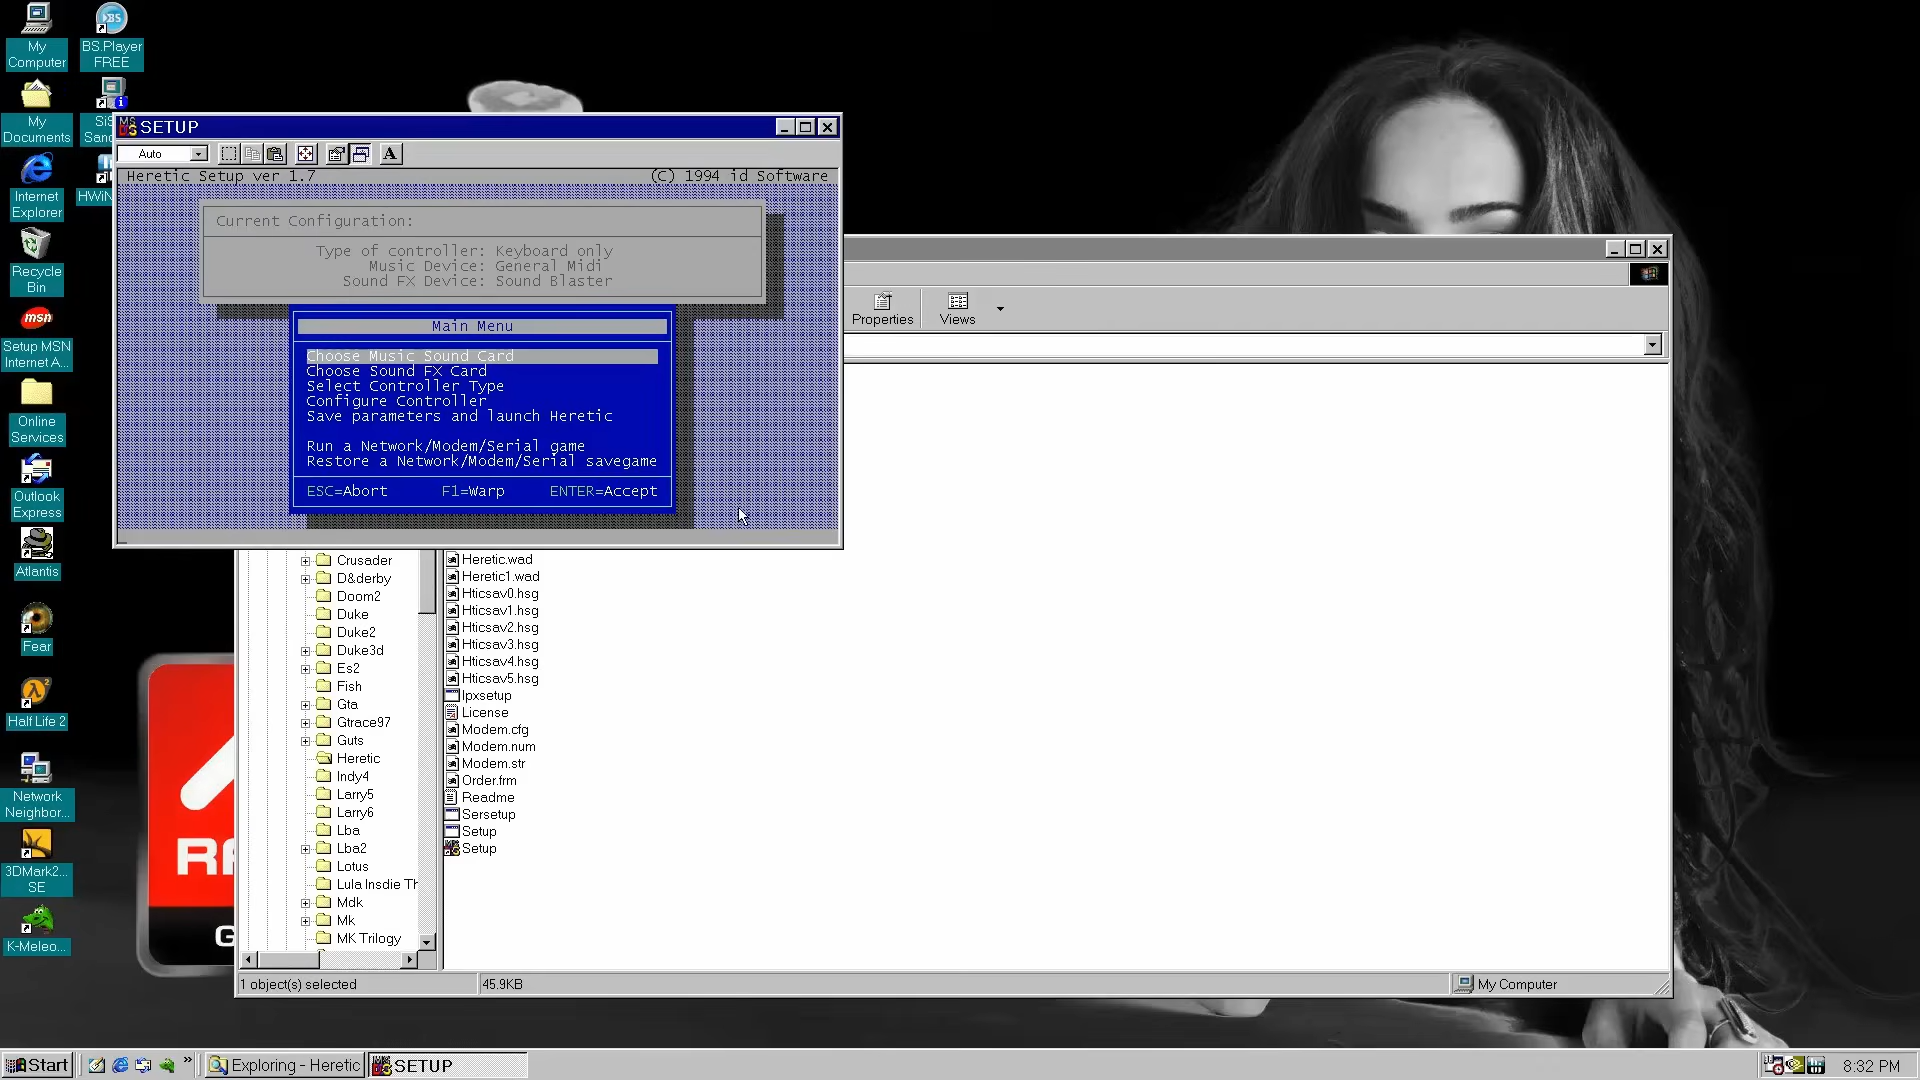 My
Computer
BS.Player
FREE
My
Documents
Internet
Explorer
Recycle
Bin
msn
Setup MSN
Internet A...
Online
Services
Outlook
Express
Atlantis
Fear
Half Life 2
Network
Neighbor...
3DMark2...
SE
K-Meleo...
SETUP
Auto
A
Heretic Setup ver 1.7
(C) 1994 id Software
Current Configuration:
Type of controller: Keyboard only
Music Device: General Midi
Sound FX Device: Sound Blaster
Main Menu
Choose Music Sound Card
Choose Sound FX Card
Select Controller Type
Configure Controller
Save parameters and launch Heretic
Run a Network/Modem/Serial game
Restore a Network/Modem/Serial savegame
ESC=Abort F1=Warp ENTER=Accept
Properties
Views
Crusader
D&derby
Doom2
Duke
Duke2
Duke3d
Es2
Fish
Gta
Gtrace97
Guts
Heretic
Indy4
Larry5
Larry6
Lba
Lba2
Lotus
Lula Insdie Th
Mdk
Mk
MK Trilogy
Heretic.wad
Heretic1.wad
Hticsav0.hsg
Hticsav1.hsg
Hticsav2.hsg
Hticsav3.hsg
Hticsav4.hsg
Hticsav5.hsg
Ipxsetup
License
Modem.cfg
Modem.num
Modem.str
Order.frm
Readme
Sersetup
Setup
Setup
1 object(s) selected
45.9KB
My Computer
Start
Exploring - Heretic
SETUP
8:32 PM